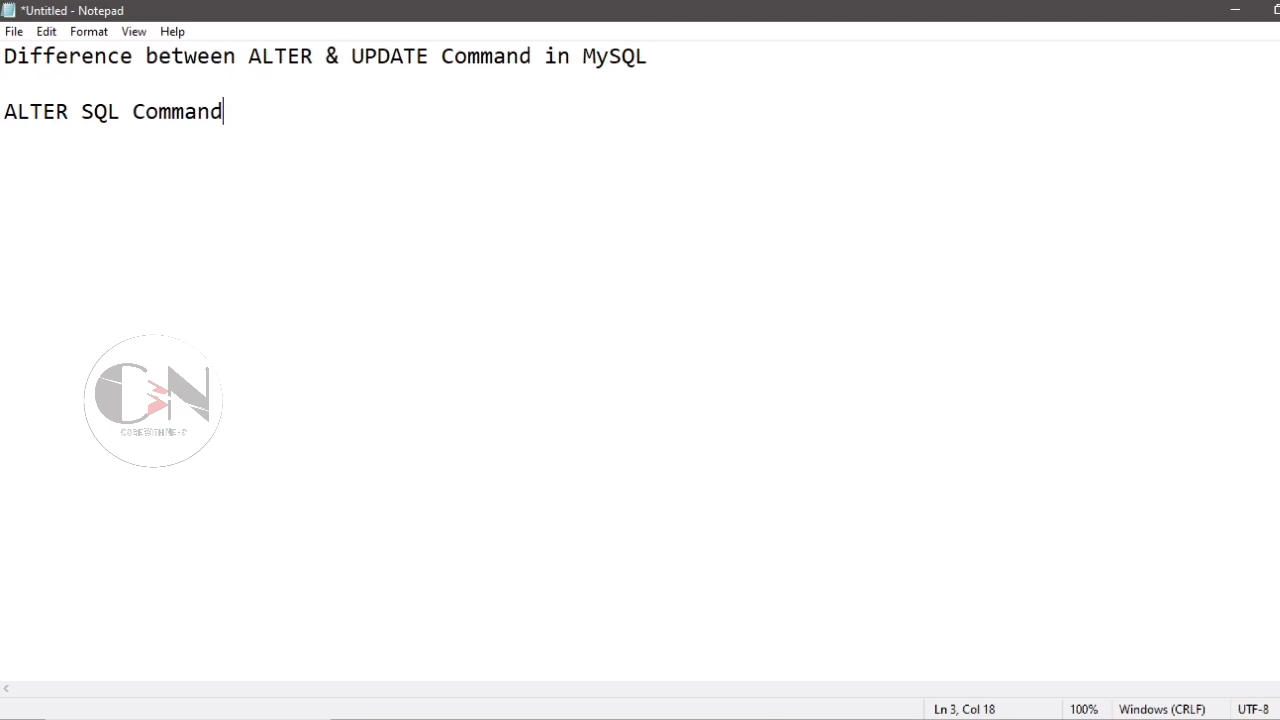 *Untitled - Notepad
File Edit Format View Help
Difference between ALTER & UPDATE Command in MySQL
ALTER SQL Command
Ln 3, Col 18 100% Windows (CRLF) UTF-8